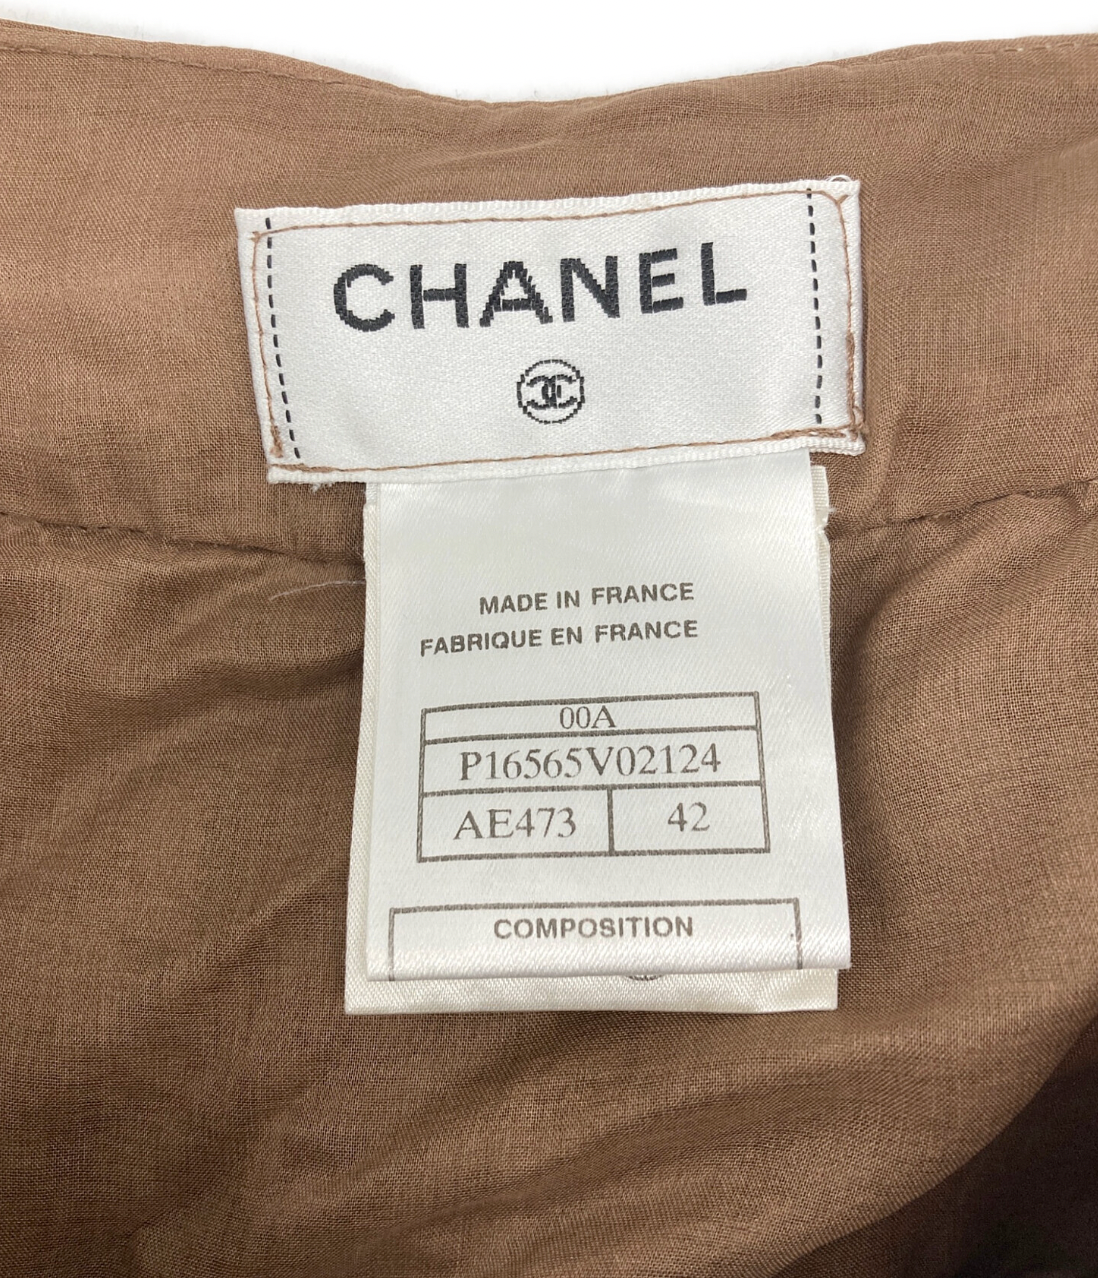 CHANEL
MADE IN FRANCE
FABRIQUE EN FRANCE
00A
P16565V02124
AE473 42
COMPOSITION